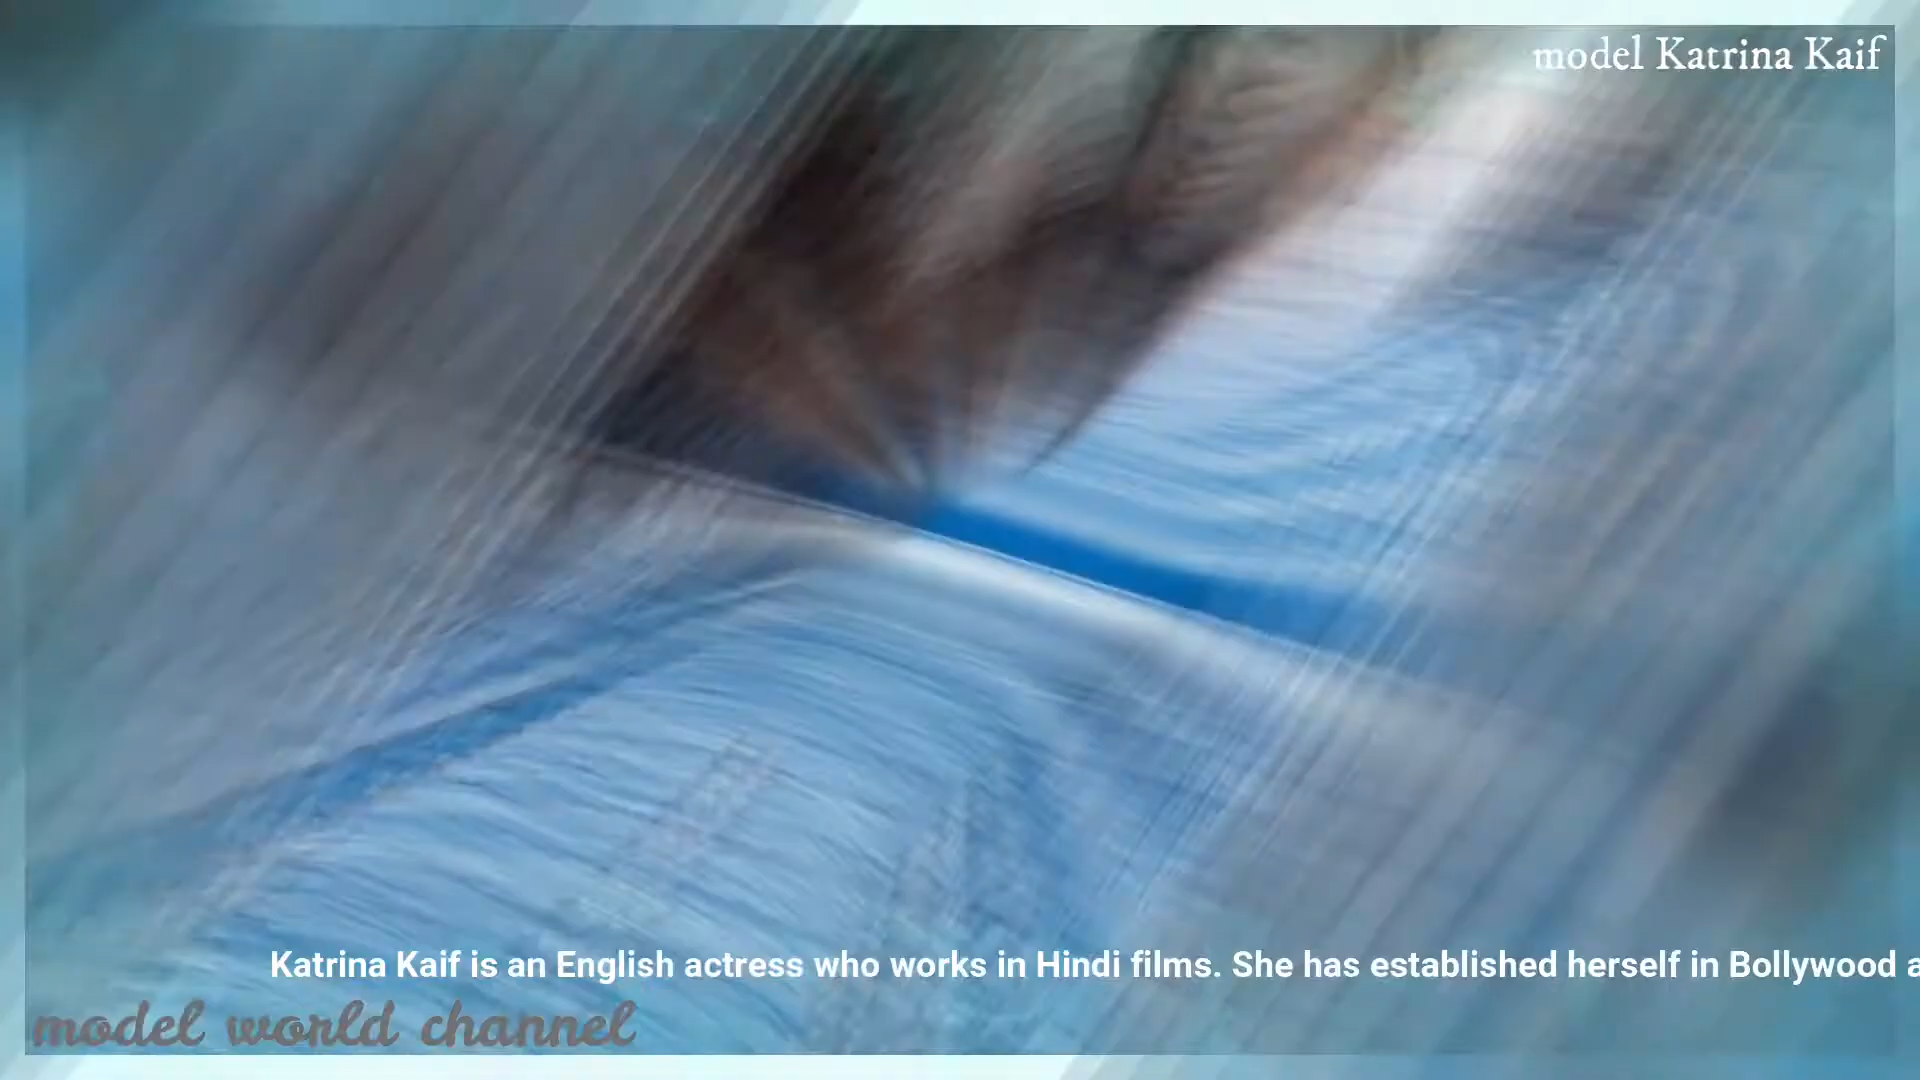 model Katrina Kaif
Katrina Kaif is an English actress who works in Hindi films. She has established herself in Bollywood a
model world channel